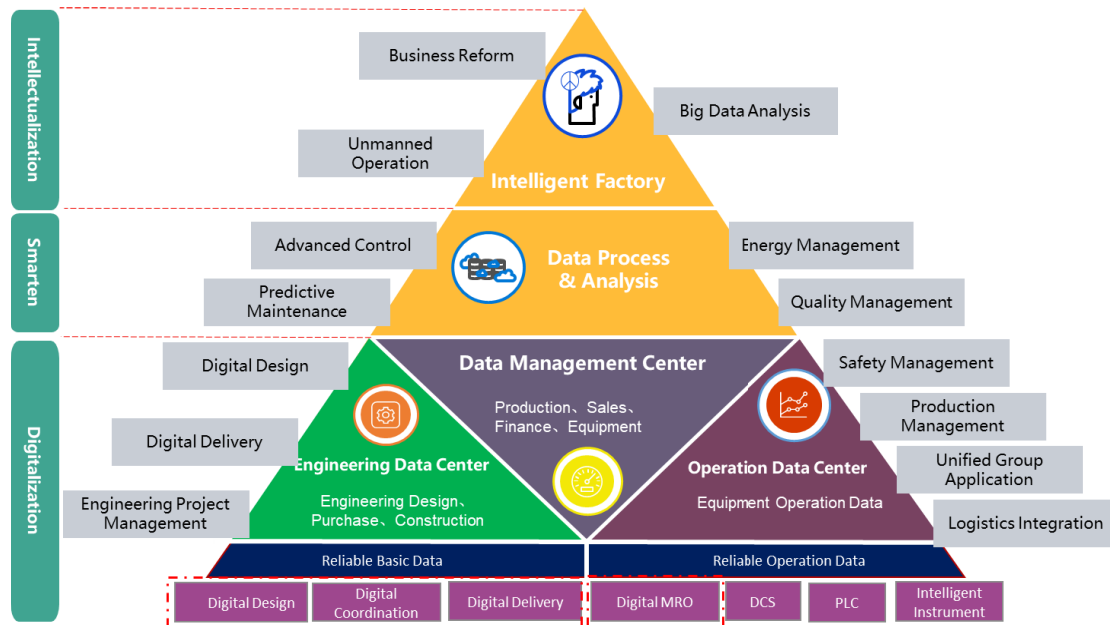 Intellectualization
Business Reform
Big Data Analysis
Unmanned
Operation
Intelligent Factory
Smarten
Advanced Control
Data Process
& Analysis
Energy Management
Predictive
Maintenance
Quality Management
Digitalization
Digital Design
Data Management Center
Safety Management
Production、Sales、
Finance、Equipment
Production
Management
Digital Delivery
Engineering Data Center
Operation Data Center
Unified Group
Application
Engineering Project
Management
Engineering Design、
Purchase、Construction
Equipment Operation Data
Logistics Integration
Reliable Basic Data
Reliable Operation Data
Digital Design
Digital
Coordination
Digital Delivery
Digital MRO
DCS
PLC
Intelligent
Instrument